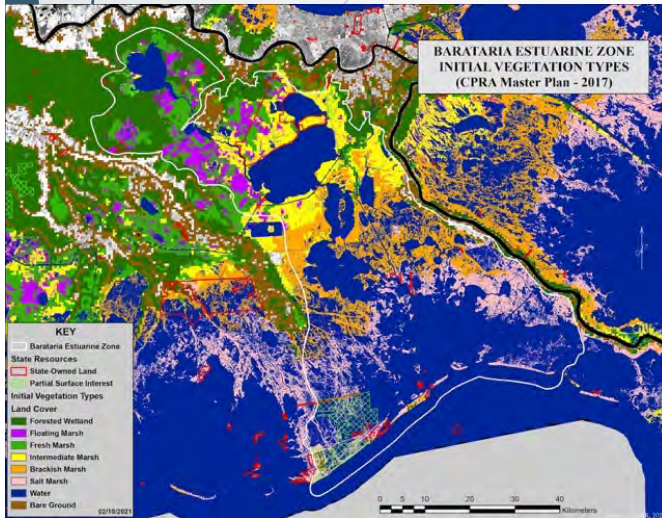 BARATARIA ESTUARINE ZONE
INITIAL VEGETATION TYPES
(CPRA Master Plan - 2017)
KEY
Barataria Estuarine Zone
State Resources
State-Owned Land
Partial Surface Interest
Initial Vegetation Types
Land Cover
Forested Wetland
Floating Marsh
Fresh Marsh
Intermediate Marsh
Brackish Marsh
Salt Marsh
Water
Bare Ground
02/10/2021
0 5 10 20 30 40
Kilometers